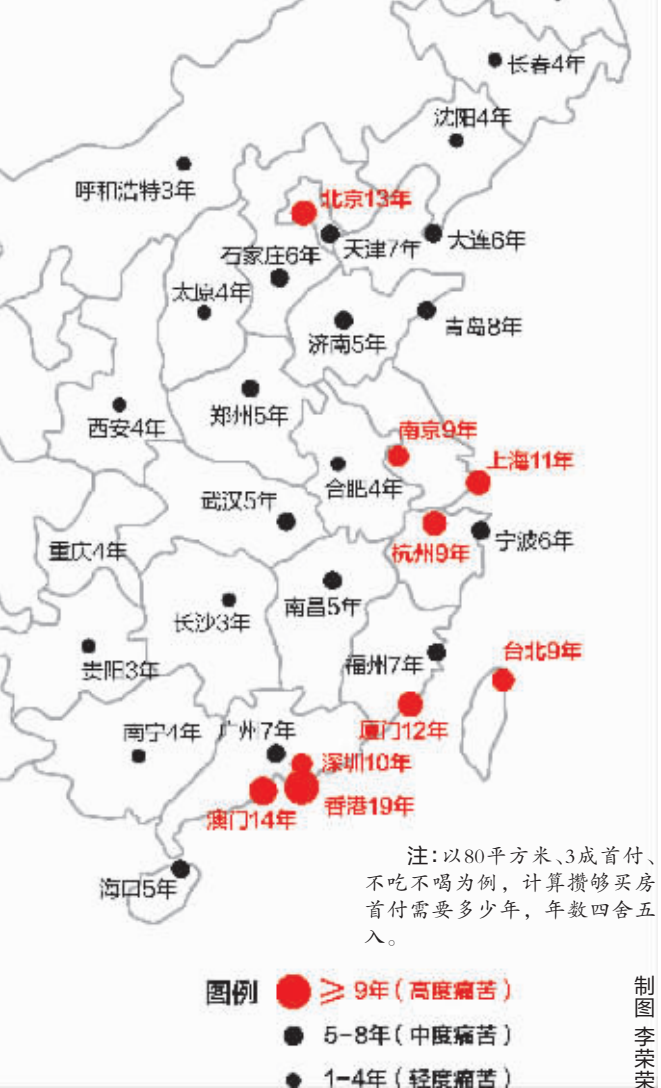 长春4年
沈阳4年
呼和浩特3年
北京13年
石家庄6年
天津7年
大连6年
太原4年
济南5年
青岛8年
西安4年
郑州5年
南京9年
上海11年
合肥4年
武汉5年
宁波6年
重庆4年
杭州9年
南昌5年
长沙3年
贵阳3年
福州7年
台北9年
南宁4年
广州7年
厦门12年
深圳10年
香港19年
澳门14年
海口5年
注:以80平方米、3成首付、
不吃不喝为例，计算攒够买房
首付需要多少年，年数四舍五
入。
图例
≥9年(高度痛苦)
5-8年(中度痛苦)
1-4年(轻度痛苦)
制图 李荣荣